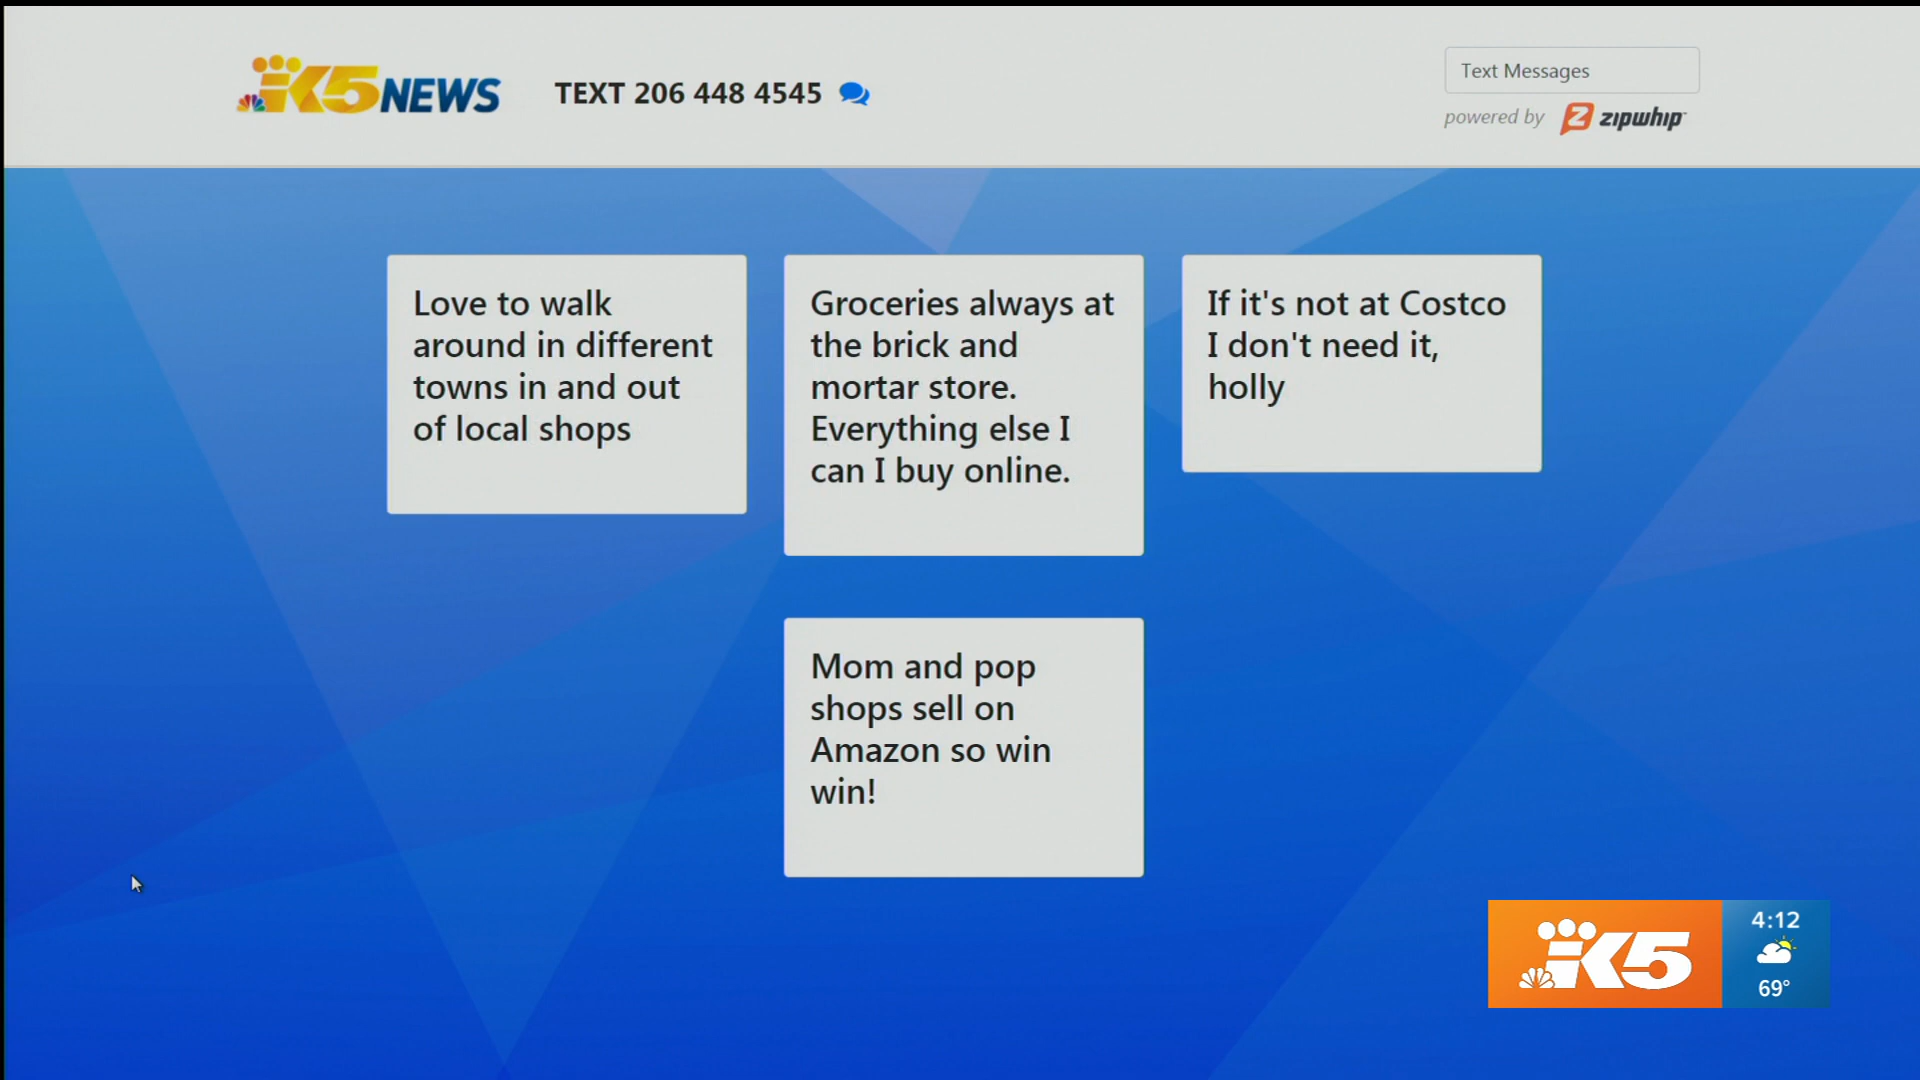 K5 NEWS
TEXT 206 448 4545
Text Messages
powered by zipwhip
Love to walk
around in different
towns in and out
of local shops
Groceries always at
the brick and
mortar store.
Everything else I
can I buy online.
If it's not at Costco
I don't need it,
holly
Mom and pop
shops sell on
Amazon so win
win!
K5
4:12
69°